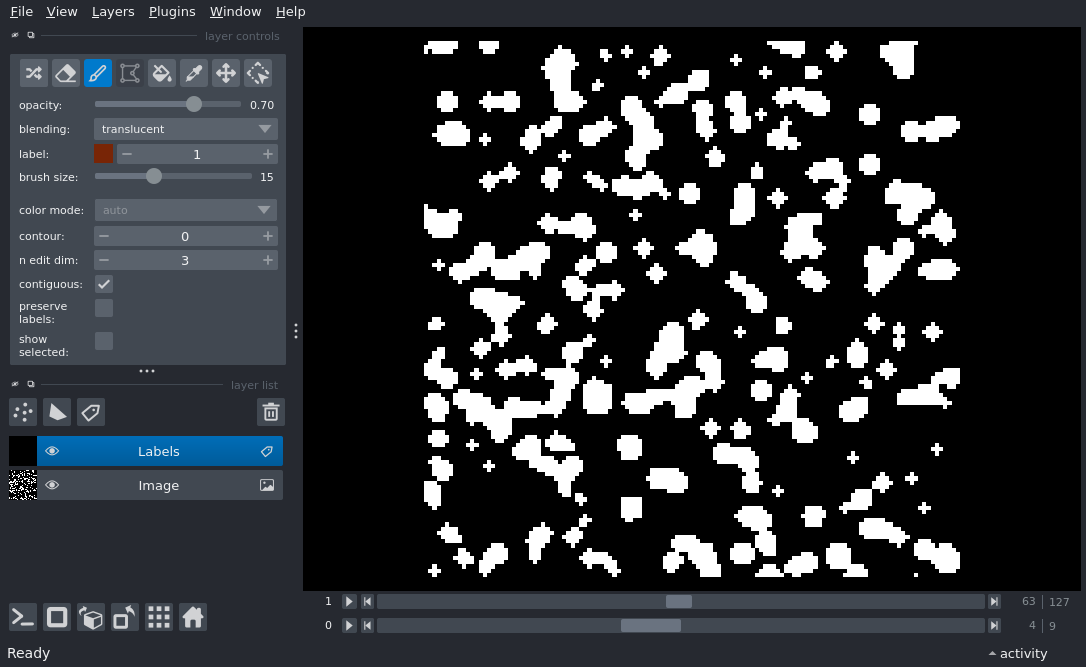 File View Layers Plugins Window Help
layer controls
opacity: 0.70
blending: translucent
label: 1
brush size: 15
color mode: auto
contour: 0
n edit dim: 3
contiguous:
preserve
labels:
show
selected:
layer list
Labels
Image
1 63 127
0 4 9
Ready activity